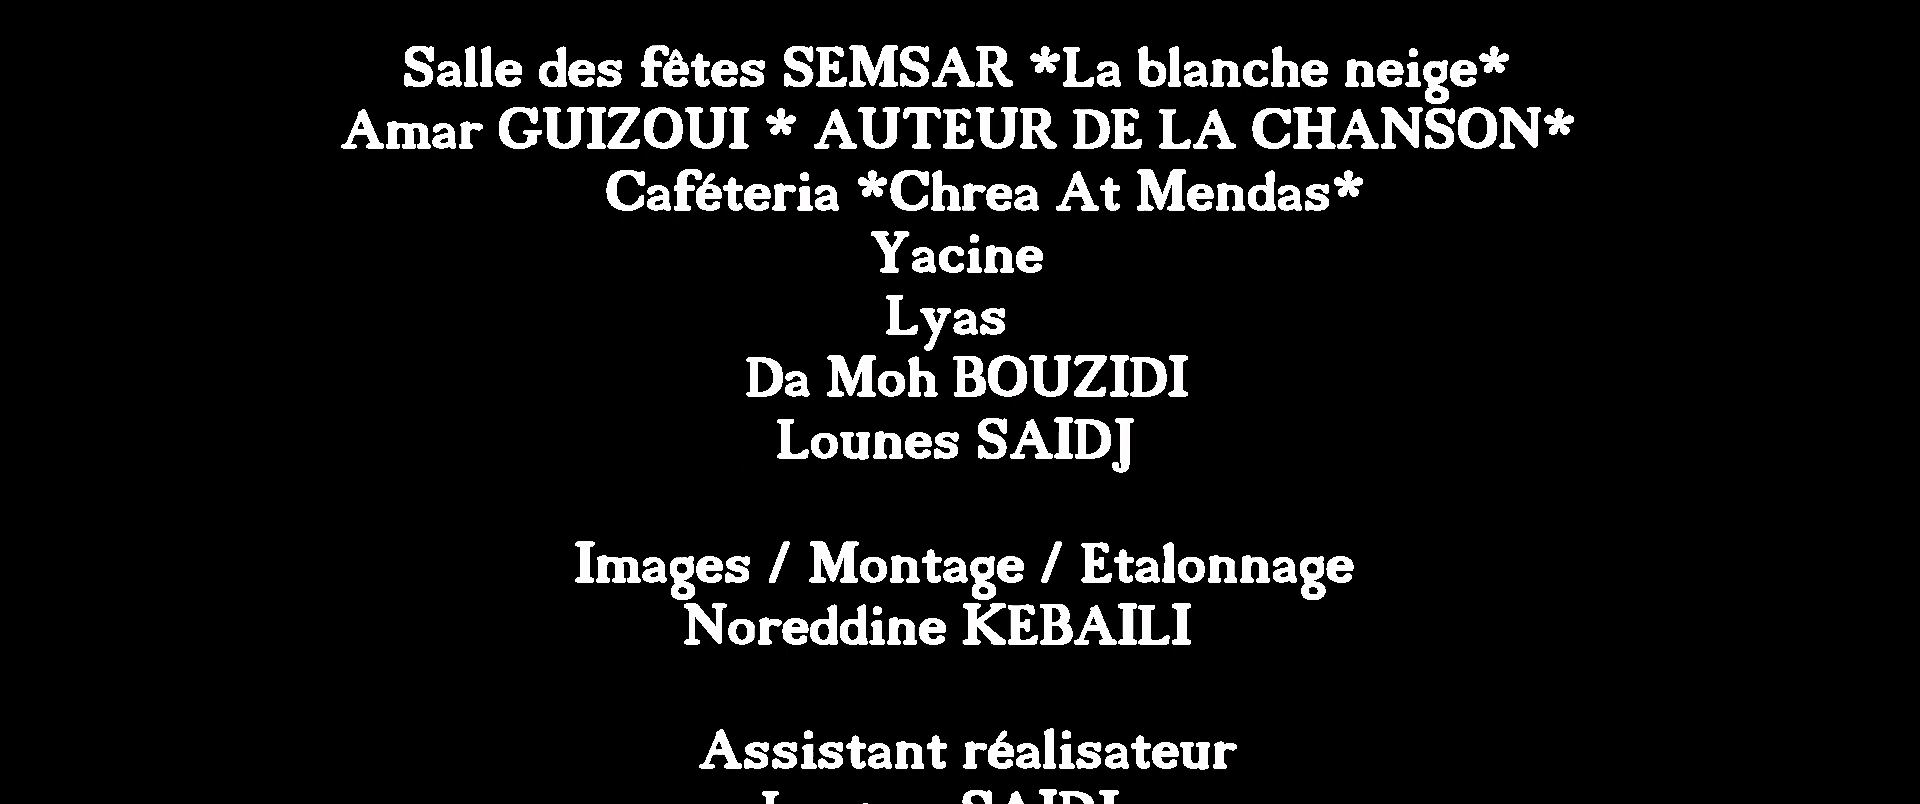 Salle des fêtes SEMSAR *La blanche neige*
Amar GUIZOUI * AUTEUR DE LA CHANSON*
Caféteria *Chrea At Mendas*
Yacine
Lyas
Da Moh BOUZIDI
Lounes SAIDJ
Images / Montage / Etalonnage
Noreddine KEBAILI
Assistant réalisateur
SAIDJ